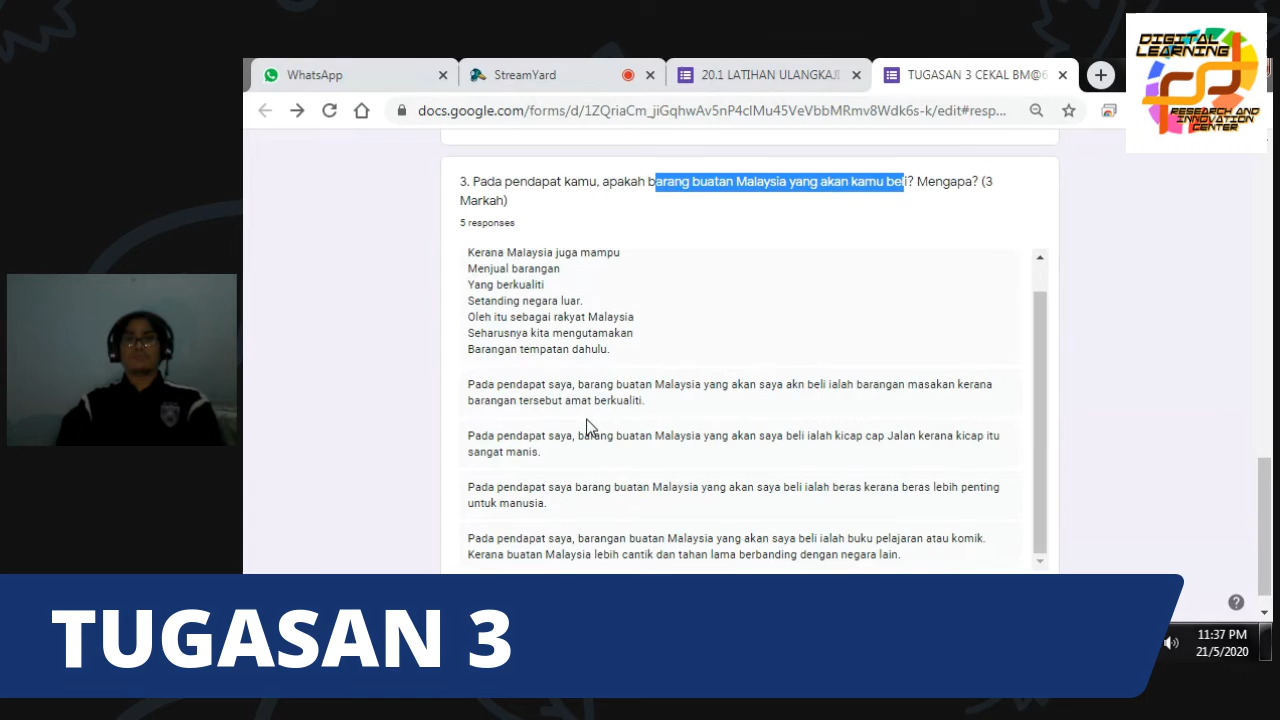 DIGITAL
LEARNING
RESEARCH AND
INNOVATION
CENTER
WhatsApp
StreamYard
20.1 LATIHAN ULANGKAJI
TUGASAN 3 CEKAL BM@6
docs.google.com/forms/d/1ZQriaCm_jiGqhwAv5nP4clMu45VeVbbMRmv8Wdk6s-k/edit#resp...
3. Pada pendapat kamu, apakah barang buatan Malaysia yang akan kamu beli? Mengapa? (3
Markah)
5 responses
Kerana Malaysia juga mampu
Menjual barangan
Yang berkualiti
Setanding negara luar.
Oleh itu sebagai rakyat Malaysia
Seharusnya kita mengutamakan
Barangan tempatan dahulu.
Pada pendapat saya, barang buatan Malaysia yang akan saya akn beli ialah barangan masakan kerana
barangan tersebut amat berkualiti.
Pada pendapat saya, barang buatan Malaysia yang akan saya beli ialah kicap cap Jalan kerana kicap itu
sangat manis.
Pada pendapat saya barang buatan Malaysia yang akan saya beli ialah beras kerana beras lebih penting
untuk manusia.
Pada pendapat saya, barangan buatan Malaysia yang akan saya beli ialah buku pelajaran atau komik.
Kerana buatan Malaysia lebih cantik dan tahan lama berbanding dengan negara lain.
TUGASAN 3
11:37 PM
21/5/2020